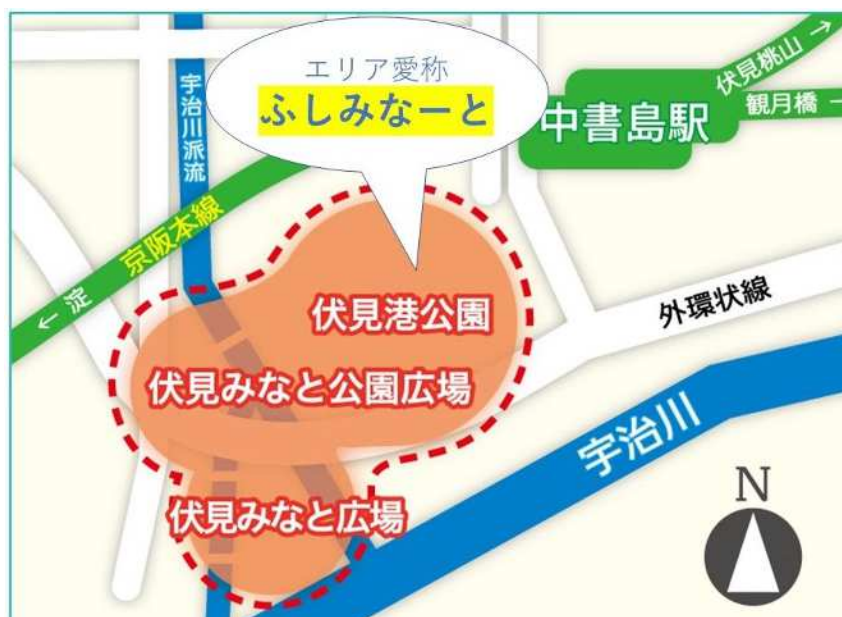 エリア愛称
ふしみなーと
宇治川派流
中書島駅
伏見桃山 →
観月橋 →
京阪本線
← 淀
伏見港公園
外環状線
伏見みなと公園広場
宇治川
伏見みなと広場
N